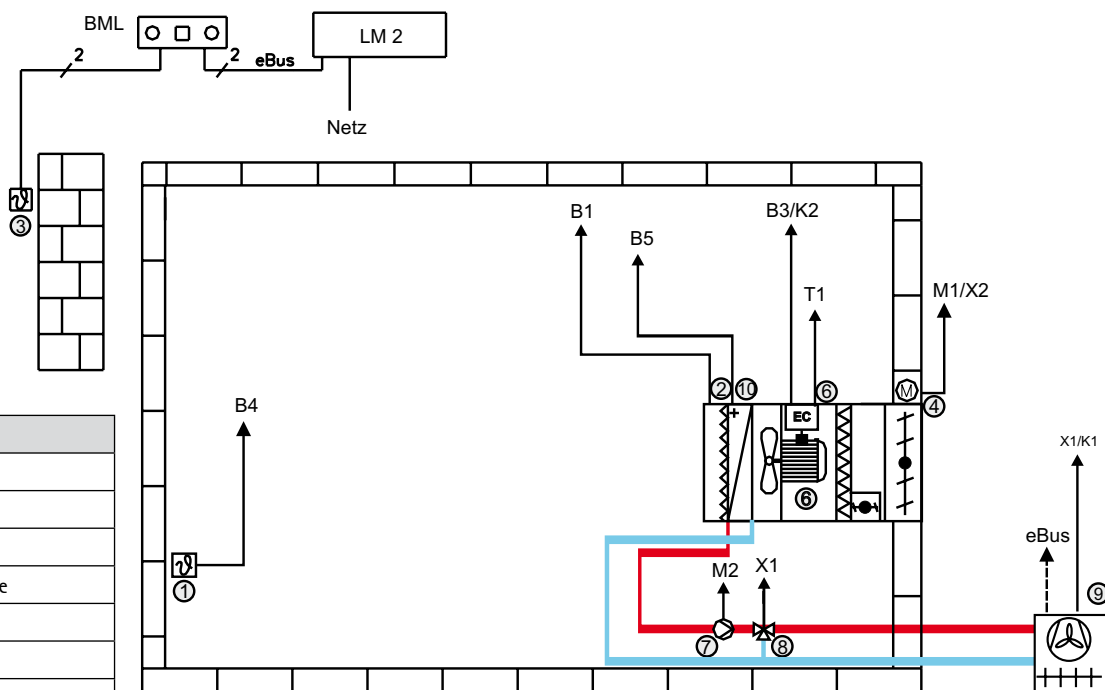 BML
LM 2
2
2
eBus
Netz
3
B1
B3/K2
B5
T1
M1/X2
2
10
6
M
4
B4
+
EC
X1/K1
6
eBus
e
1
M2
X1
9
7
8